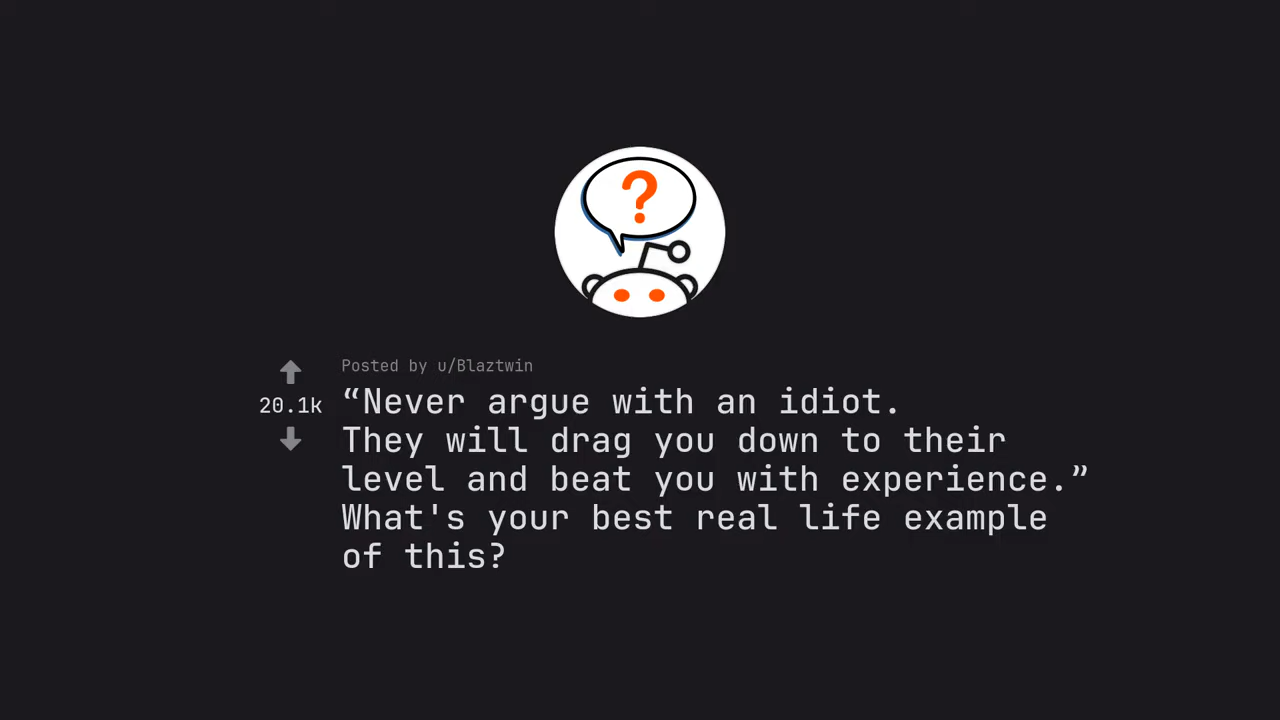 ?
Posted by u/Blaztwin
20.1k
“Never argue with an idiot.
They will drag you down to their
level and beat you with experience.”
What's your best real life example
of this?